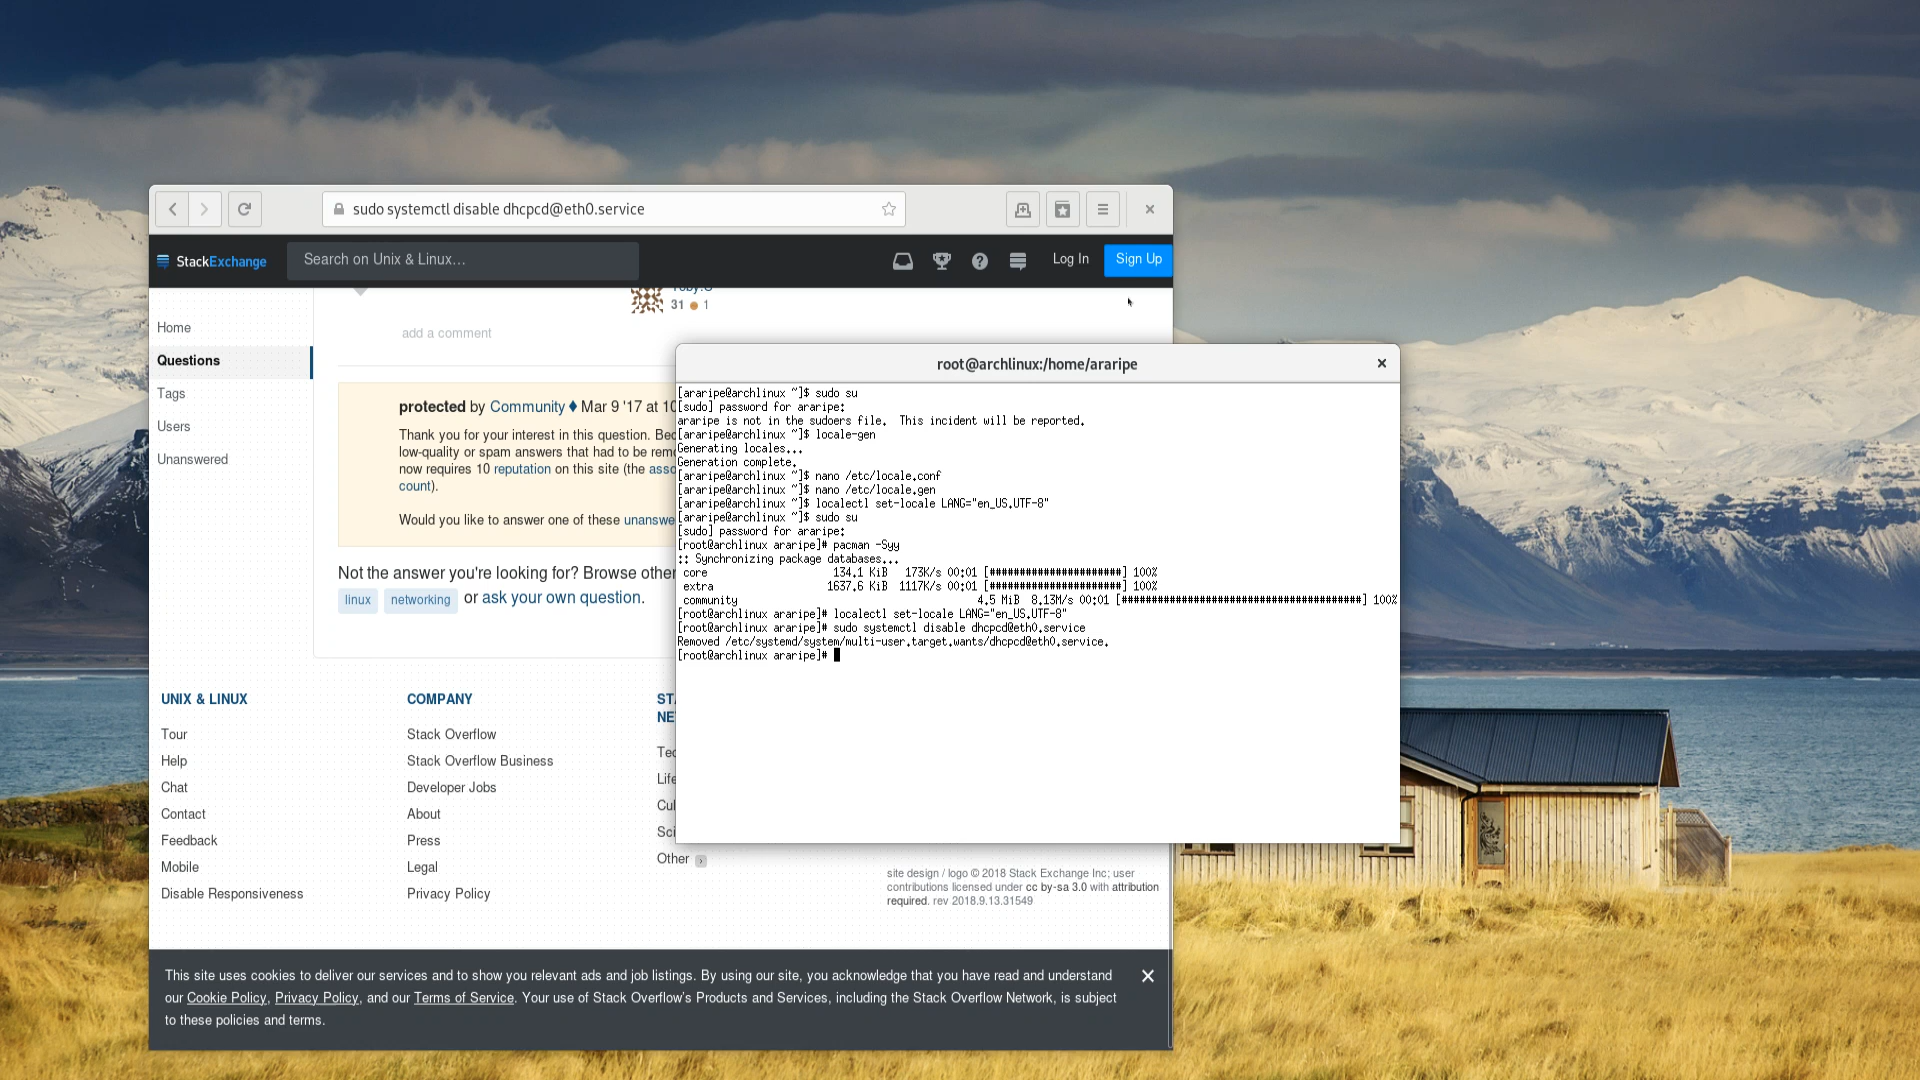 sudo systemctl disable dhcpcd@eth0.service
StackExchange
Search on Unix & Linux...
Log In
Sign Up
31 1
add a comment
Home
Questions
Tags
Users
Unanswered
protected by Community ♦ Mar 9 '17 at
Thank you for your interest in this question.
low-quality or spam answers that had to be
now requires 10 reputation on this site (the
count).
Would you like to answer one of these
Not the answer you're looking for? Browse other
linux networking or ask your own question.
root@archlinux:/home/araripe
[araripe@archlinux ~]$ sudo su
[sudo] password for araripe:
araripe is not in the sudoers file.  This incident will be reported.
[araripe@archlinux ~]$ locale-gen
Generating locales...
Generation complete.
[araripe@archlinux ~]$ nano /etc/locale.conf
[araripe@archlinux ~]$ nano /etc/locale.gen
[araripe@archlinux ~]$ localectl set-locale LANG="en_US.UTF-8"
[araripe@archlinux ~]$ sudo su
[sudo] password for araripe:
[root@archlinux araripe]# pacman -Syy
:: Synchronizing package databases...
core 134.1 KiB 173K/s 00:01 [######################] 100%
extra 1637.6 KiB 1117K/s 00:01 [######################] 100%
community 4.5 MiB 8.13M/s 00:01 [########################################] 100%
[root@archlinux araripe]# localectl set-locale LANG="en_US.UTF-8"
[root@archlinux araripe]# sudo systemctl disable dhcpcd@eth0.service
Removed /etc/systemd/system/multi-user.target.wants/dhcpcd@eth0.service.
[root@archlinux araripe]#
UNIX & LINUX
Tour
Help
Chat
Contact
Feedback
Mobile
Disable Responsiveness
COMPANY
Stack Overflow
Stack Overflow Business
Developer Jobs
About
Press
Legal
Privacy Policy
Other
site design / logo © 2018 Stack Exchange Inc; user
contributions licensed under cc by-sa 3.0 with attribution
required. rev 2018.9.13.31549
This site uses cookies to deliver our services and to show you relevant ads and job listings. By using our site, you acknowledge that you have read and understand
our Cookie Policy, Privacy Policy, and our Terms of Service. Your use of Stack Overflow's Products and Services, including the Stack Overflow Network, is subject
to these policies and terms.